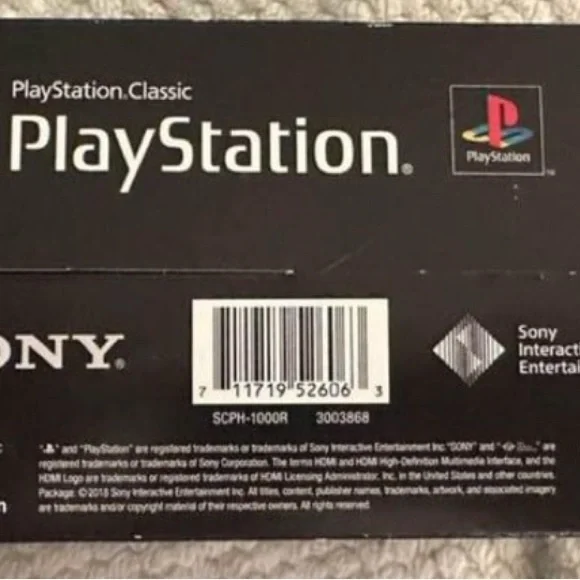 PlayStation.Classic
PlayStation®
PlayStation
ONY®
7 11719 52606 3
SCPH-1000R 3003868
Sony
Interacti
Entertai
" " and "PlayStation" are registered trademarks or trademarks of Sony Interactive Entertainment Inc. "SONY" and " " are
registered trademarks or trademarks of Sony Corporation. The terms HDMI and HDMI High-Definition Multimedia Interface, and the
HDMI Logo are trademarks or registered trademarks of HDMI Licensing Administrator, Inc. in the United States and other countries
Package: ©2018 Sony Interactive Entertainment Inc. All titles, content, publisher names, trademarks, artwork, and associated imagery
are trademarks and/or copyright material of their respective owners. All rights reserved.